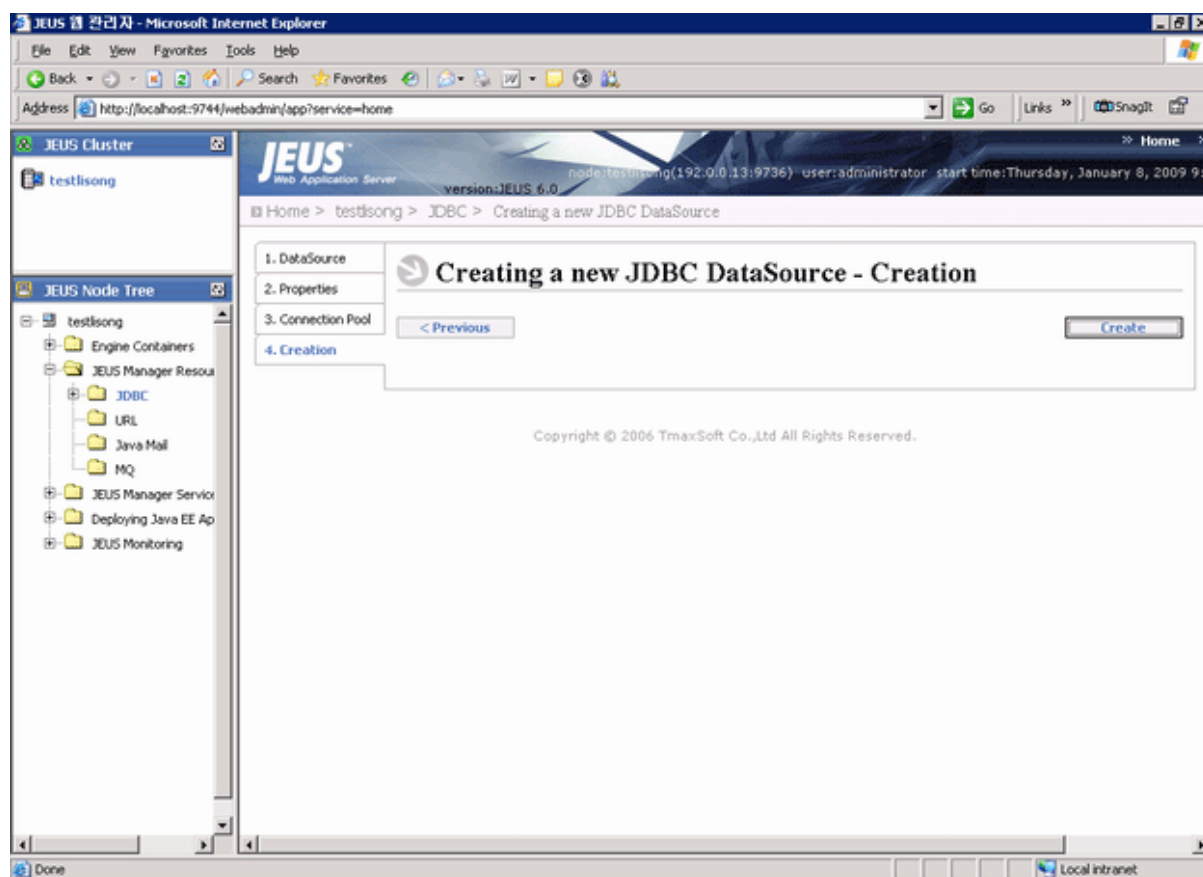 JEUS 웹 관리자 - Microsoft Internet Explorer
File Edit View Favorites Tools Help
Back Search Favorites
Address http://localhost:9744/webadmin/app?service=home Go Links » SnagIt
JEUS Cluster
testlisong
JEUS™
Web Application Server
version:JEUS 6.0
» Home
node:testlisong(192.0.0.13:9736) user:administrator start time:Thursday, January 8, 2009 9:
Home > testlisong > JDBC > Creating a new JDBC DataSource
JEUS Node Tree
testlisong
Engine Containers
JEUS Manager Resou
JDBC
URL
Java Mail
MQ
JEUS Manager Service
Deploying Java EE Ap
JEUS Monitoring
1. DataSource
2. Properties
3. Connection Pool
4. Creation
Creating a new JDBC DataSource - Creation
< Previous
Create
Copyright © 2006 TmaxSoft Co.,Ltd All Rights Reserved.
Done
Local intranet